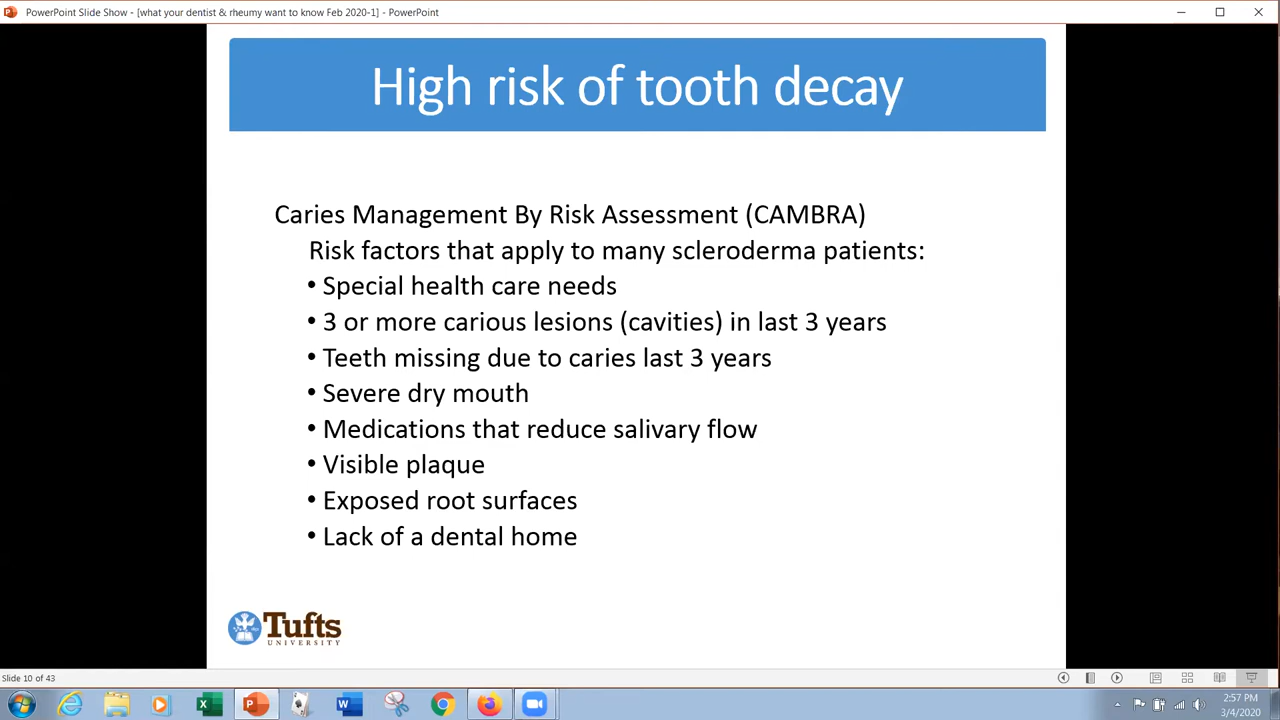 PowerPoint Slide Show - [what your dentist & rheumy want to know Feb 2020-1] - PowerPoint
High risk of tooth decay
Caries Management By Risk Assessment (CAMBRA)
Risk factors that apply to many scleroderma patients:
• Special health care needs
• 3 or more carious lesions (cavities) in last 3 years
• Teeth missing due to caries last 3 years
• Severe dry mouth
• Medications that reduce salivary flow
• Visible plaque
• Exposed root surfaces
• Lack of a dental home
Tufts
UNIVERSITY
Slide 10 of 43
2:57 PM
3/4/2020